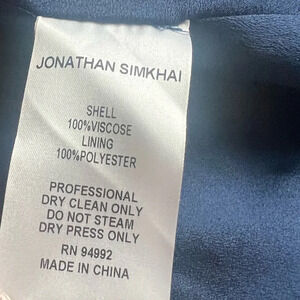 JONATHAN SIMKHAI
SHELL
100%VISCOSE
LINING
100%POLYESTER
PROFESSIONAL
DRY CLEAN ONLY
DO NOT STEAM
DRY PRESS ONLY
RN 94992
MADE IN CHINA